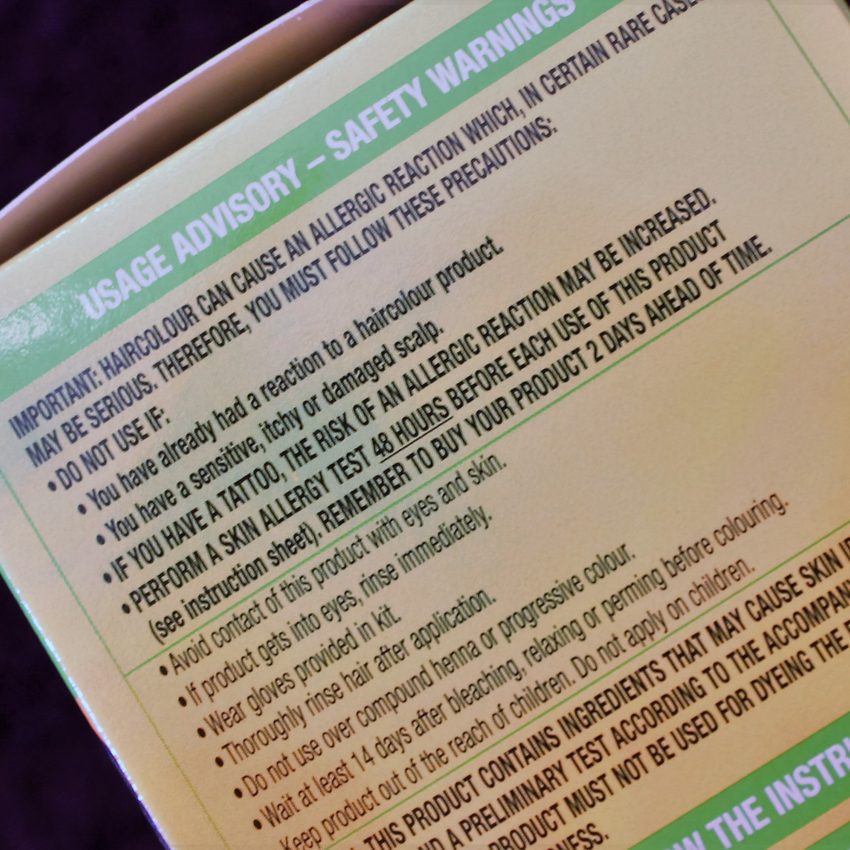 USAGE ADVISORY – SAFETY WARNINGS
IMPORTANT: HAIRCOLOUR CAN CAUSE AN ALLERGIC REACTION WHICH, IN CERTAIN RARE CASES
MAY BE SERIOUS. THEREFORE, YOU MUST FOLLOW THESE PRECAUTIONS:
• DO NOT USE IF:
• You have already had a reaction to a haircolour product.
• You have a sensitive, itchy or damaged scalp.
• IF YOU HAVE A TATTOO, THE RISK OF AN ALLERGIC REACTION MAY BE INCREASED.
• PERFORM A SKIN ALLERGY TEST 48 HOURS BEFORE EACH USE OF THIS PRODUCT
(see instruction sheet). REMEMBER TO BUY YOUR PRODUCT 2 DAYS AHEAD OF TIME.
• Avoid contact of this product with eyes and skin.
• If product gets into eyes, rinse immediately.
• Wear gloves provided in kit.
• Thoroughly rinse hair after application.
• Do not use over compound henna or progressive colour.
• Wait at least 14 days after bleaching, relaxing or perming before colouring.
Keep product out of the reach of children. Do not apply on children.
THIS PRODUCT CONTAINS INGREDIENTS THAT MAY CAUSE SKIN
A PRELIMINARY TEST ACCORDING TO THE
PRODUCT MUST NOT BE USED FOR DYEING THE
THE